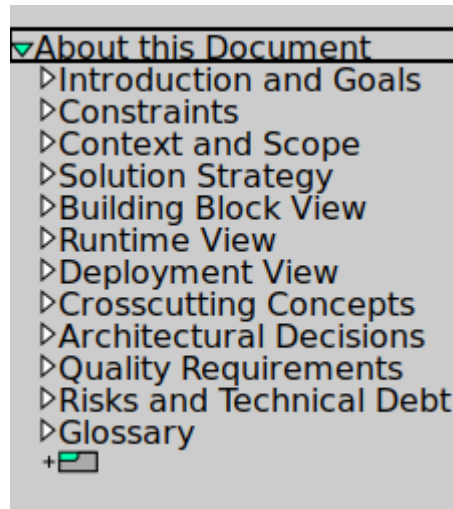 About this Document
Introduction and Goals
Constraints
Context and Scope
Solution Strategy
Building Block View
Runtime View
Deployment View
Crosscutting Concepts
Architectural Decisions
Quality Requirements
Risks and Technical Debt
Glossary
+